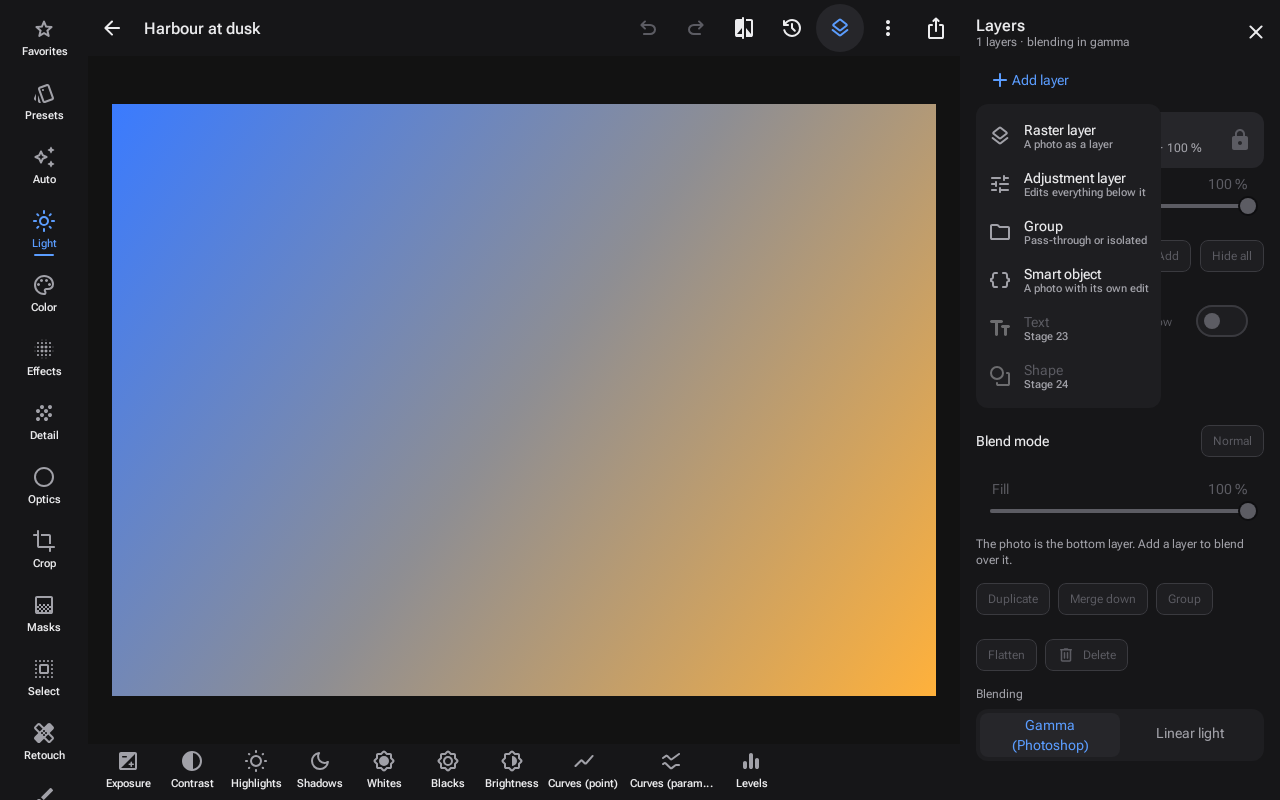 Harbour at dusk
Favorites
Presets
Auto
Light
Color
Effects
Detail
Optics
Crop
Masks
Select
Retouch
Exposure
Contrast
Highlights
Shadows
Whites
Blacks
Brightness
Curves (point)
Curves (param...
Levels
Layers
1 layers · blending in gamma
Add layer
Raster layer
A photo as a layer
Adjustment layer
Edits everything below it
Group
Pass-through or isolated
Smart object
A photo with its own edit
Text
Stage 23
Shape
Stage 24
100 %
100 %
Add
Hide all
Blend mode
Normal
Fill
100 %
The photo is the bottom layer. Add a layer to blend
over it.
Duplicate
Merge down
Group
Flatten
Delete
Blending
Gamma
(Photoshop)
Linear light